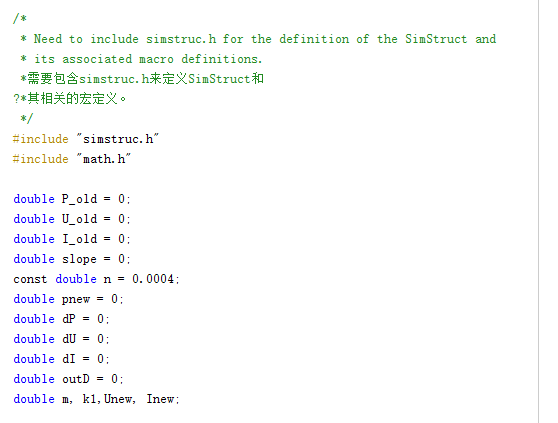 /*
* Need to include simstruc.h for the definition of the SimStruct and
* its associated macro definitions.
*需要包含simstruc.h来定义SimStruct和
?*其相关的宏定义。
*/
#include "simstruc.h"
#include "math.h"
double P_old = 0;
double U_old = 0;
double I_old = 0;
double slope = 0;
const double n = 0.0004;
double pnew = 0;
double dP = 0;
double dU = 0;
double dI = 0;
double outD = 0;
double m, k1,Unew, Inew;